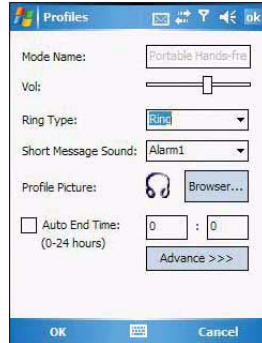 Profiles
ok
Mode Name: Portable Hands-fre
Vol:
Ring Type: Ring
Short Message Sound: Alarm1
Profile Picture: Browser...
Auto End Time: 0 : 0
(0-24 hours)
Advance >>>
OK Cancel